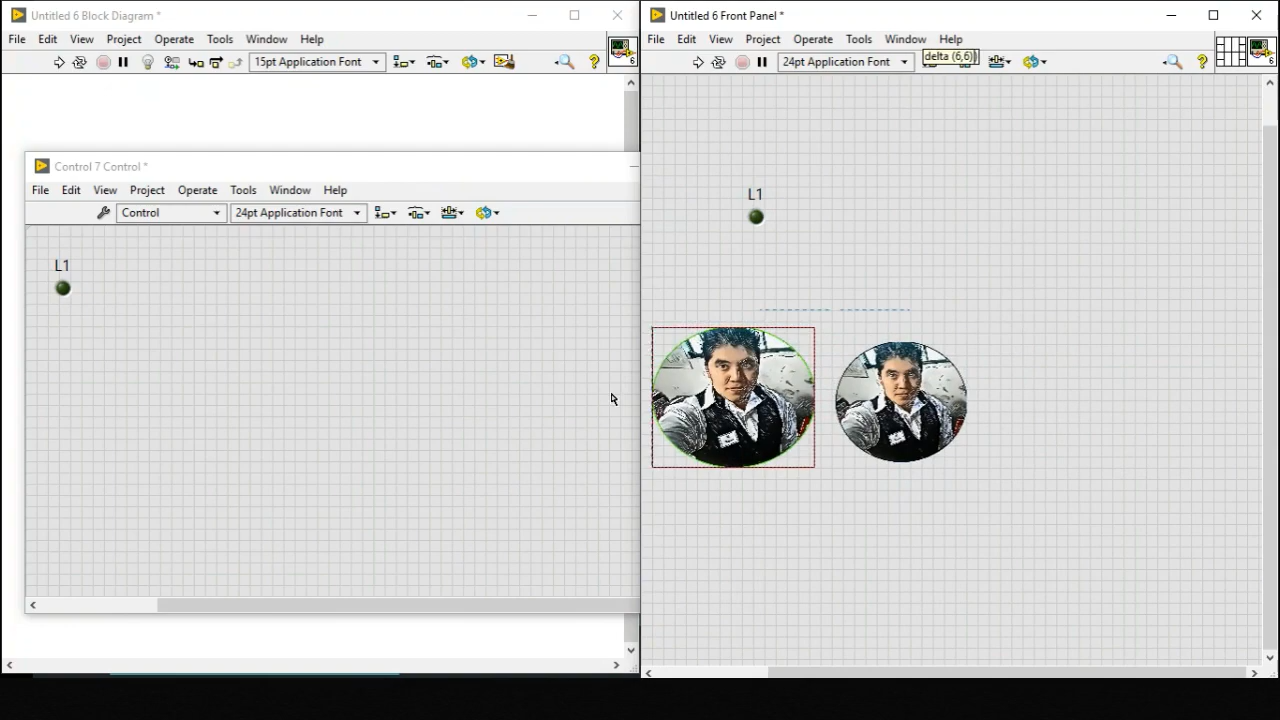 Untitled 6 Block Diagram *
File Edit View Project Operate Tools Window Help
15pt Application Font
?
6
Control 7 Control *
File Edit View Project Operate Tools Window Help
Control
24pt Application Font
L1
Untitled 6 Front Panel *
File Edit View Project Operate Tools Window Help
24pt Application Font
delta (6,6)
?
6
L1